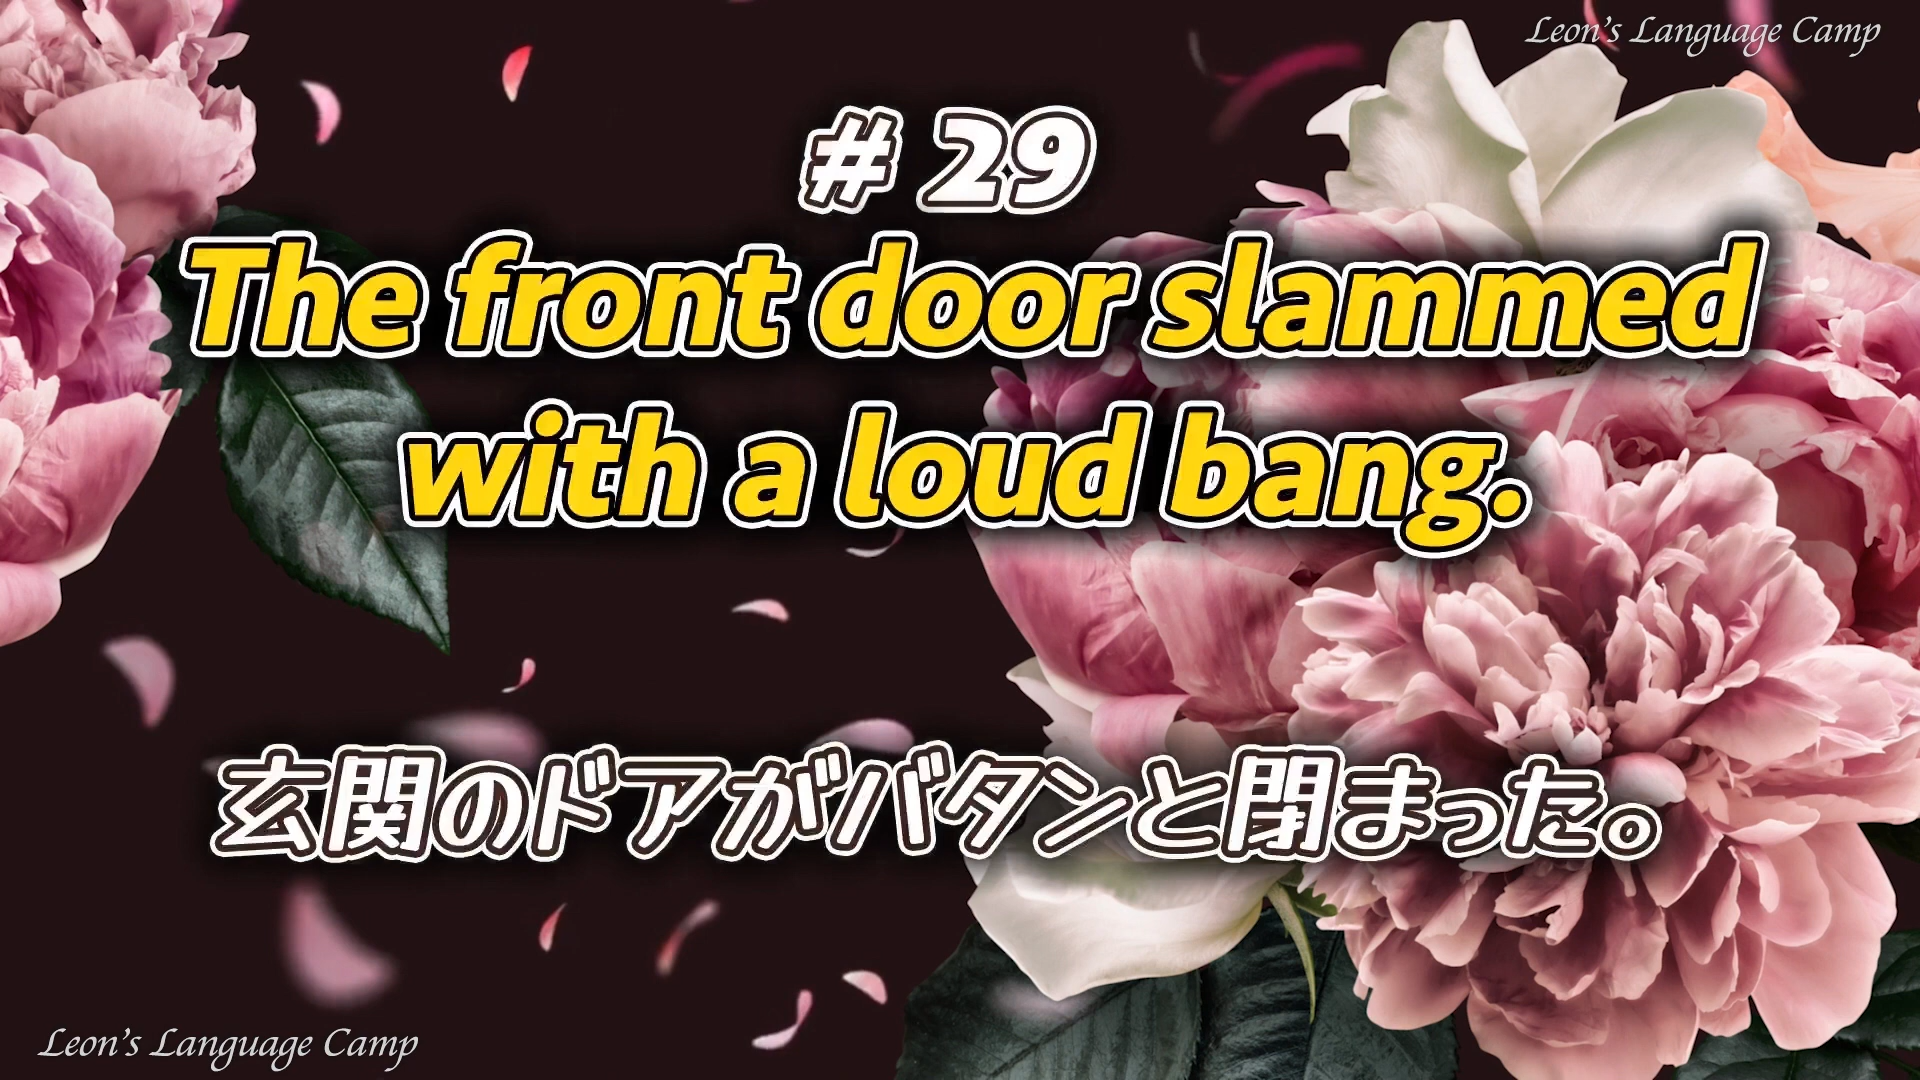 Leon's Language Camp
# 29
The front door slammed
with a loud bang.
玄関のドアがバタンと閉まった。
Leon's Language Camp